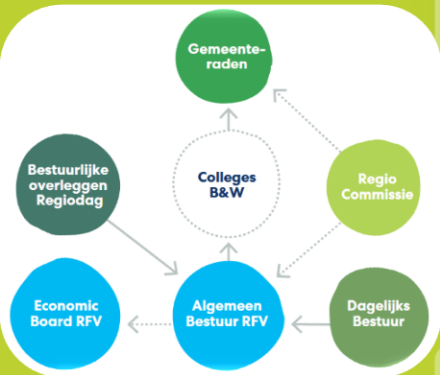 Gemeente-
raden
Bestuurlijke
overleggen
Regiodag
Colleges
B&W
Regio
Commissie
Economic
Board RFV
Algemeen
Bestuur RFV
Dagelijks
Bestuur